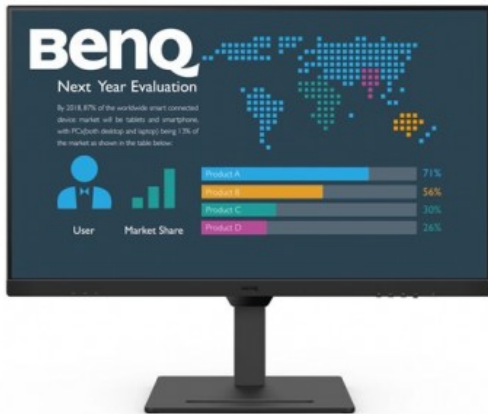 BenQ
Next Year Evaluation
By 2018, 87% of the worldwide smart connected
device market will be tablets and smartphone,
with PCs(both desktop and laptop) being 13% of
the market as shown in the table below:
Product A 71%
Product B 56%
Product C 30%
Product D 26%
User Market Share